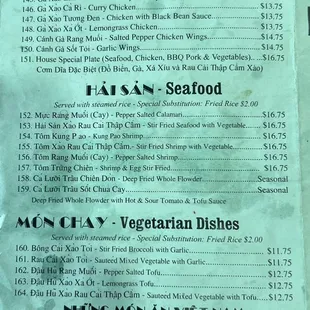 146. Gà Xào Cà Ri - Curry Chicken $13.75
147. Gà Xào Tương Đen - Chicken with Black Bean Sauce $13.75
148. Gà Xào Xả Ớt - Lemongrass Chicken $13.75
149. Cánh Gà Rang Muối - Salted Pepper Chicken Wings $14.75
150. Cánh Gà Sốt Tỏi - Garlic Wings $14.75
151. House Special Plate (Seafood, Chicken, BBQ Pork & Vegetables) $16.75
Cơm Dĩa Đặc Biệt (Đồ Biển, Gà, Xá Xíu và Rau Cải Thập Cẩm Xào)
HẢI SẢN - Seafood
Served with steamed rice - Special Substitution: Fried Rice $2.00
152. Mực Rang Muối (Cay) - Pepper Salted Calamari $16.75
153. Hải Sản Xào Rau Cải Thập Cẩm - Stir Fried Seafood with Vegetable $16.75
154. Tôm Kung Pao - Kung Pao Shrimp $16.75
155. Tôm Xào Rau Cải Thập Cẩm - Stir Fried Shrimp with Vegetable $16.75
156. Tôm Rang Muối (Cay) - Pepper Salted Shrimp $16.75
157. Tôm Trứng Chiên - Shrimp & Egg Stir Fried $16.75
158. Cá Lưỡi Trâu Chiên Dòn - Deep Fried Whole Flowder Seasonal
159. Cá Lưỡi Trâu Sốt Chua Cay Seasonal
Deep Fried Whole Flowder with Hot & Sour Tomato & Tofu Sauce
MÓN CHAY - Vegetarian Dishes
Served with steamed rice - Special Substitution: Fried Rice $2.00
160. Bông Cải Xào Tỏi - Stir Fried Broccoli with Garlic $11.75
161. Rau Cải Xào Tỏi - Sauteed Mixed Vegetable with Garlic $11.75
162. Đậu Hủ Rang Muối - Pepper Salted Tofu $12.75
163. Đậu Hủ Xào Xả Ớt - Lemongrass Tofu $12.75
164. Đậu Hủ Xào Rau Cải Thập Cẩm - Sauteed Mixed Vegetable with Tofu $12.75
NHỮNG MÓN ĂN VIỆT NAM